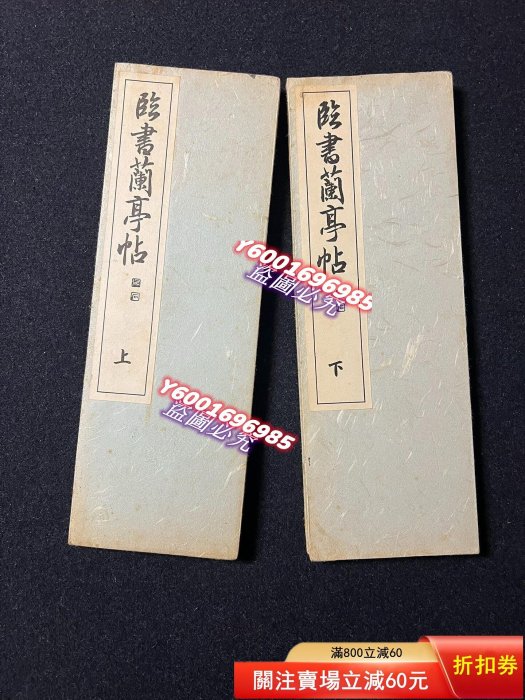 臨書蘭亭帖
上
臨書蘭亭帖
下
Y6001696985
盜圖必究
Y6001696985
盜圖必究
滿800立減60
關注賣場立減60元
折扣券